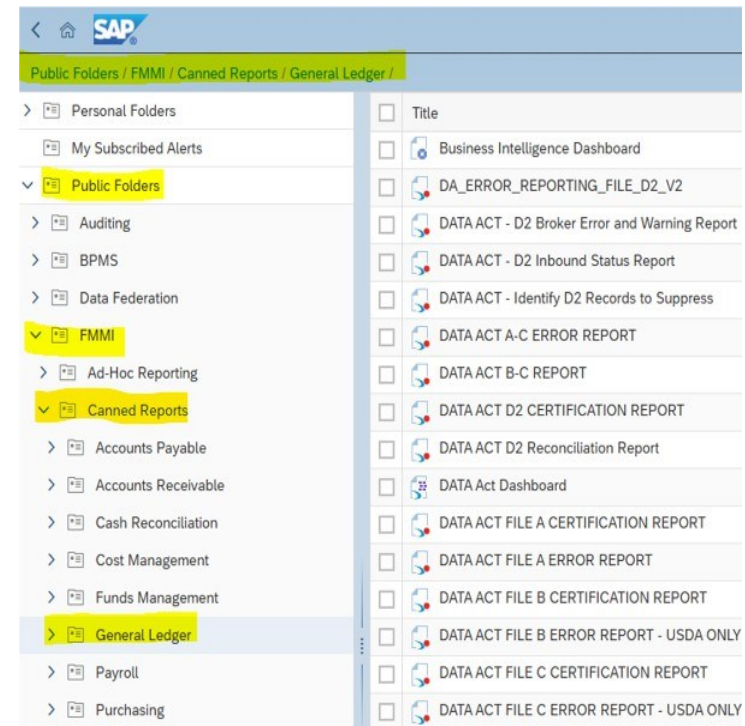 SAP
Public Folders / FMMI / Canned Reports / General Ledger /
Personal Folders
My Subscribed Alerts
Public Folders
Auditing
BPMS
Data Federation
FMMI
Ad-Hoc Reporting
Canned Reports
Accounts Payable
Accounts Receivable
Cash Reconciliation
Cost Management
Funds Management
General Ledger
Payroll
Purchasing
Title
Business Intelligence Dashboard
DA_ERROR_REPORTING_FILE_D2_V2
DATA ACT - D2 Broker Error and Warning Report
DATA ACT - D2 Inbound Status Report
DATA ACT - Identify D2 Records to Suppress
DATA ACT A-C ERROR REPORT
DATA ACT B-C REPORT
DATA ACT D2 CERTIFICATION REPORT
DATA ACT D2 Reconciliation Report
DATA Act Dashboard
DATA ACT FILE A CERTIFICATION REPORT
DATA ACT FILE A ERROR REPORT
DATA ACT FILE B CERTIFICATION REPORT
DATA ACT FILE B ERROR REPORT - USDA ONLY
DATA ACT FILE C CERTIFICATION REPORT
DATA ACT FILE C ERROR REPORT - USDA ONLY